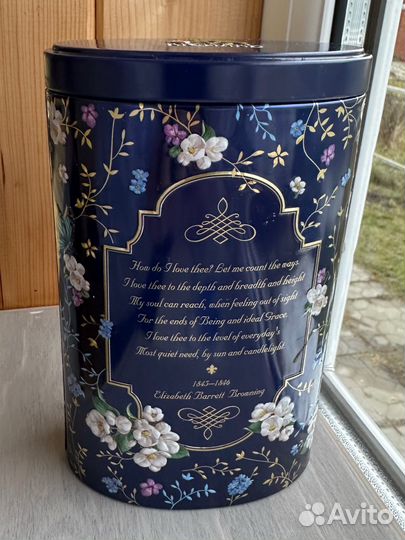 How do I love thee? Let me count the ways.
I love thee to the depth and breadth and height
My soul can reach, when feeling out of sight
For the ends of Being and ideal Grace.
I love thee to the level of everyday's
Most quiet need, by sun and candlelight.
1845—1846
Elizabeth Barrett Browning
Avito